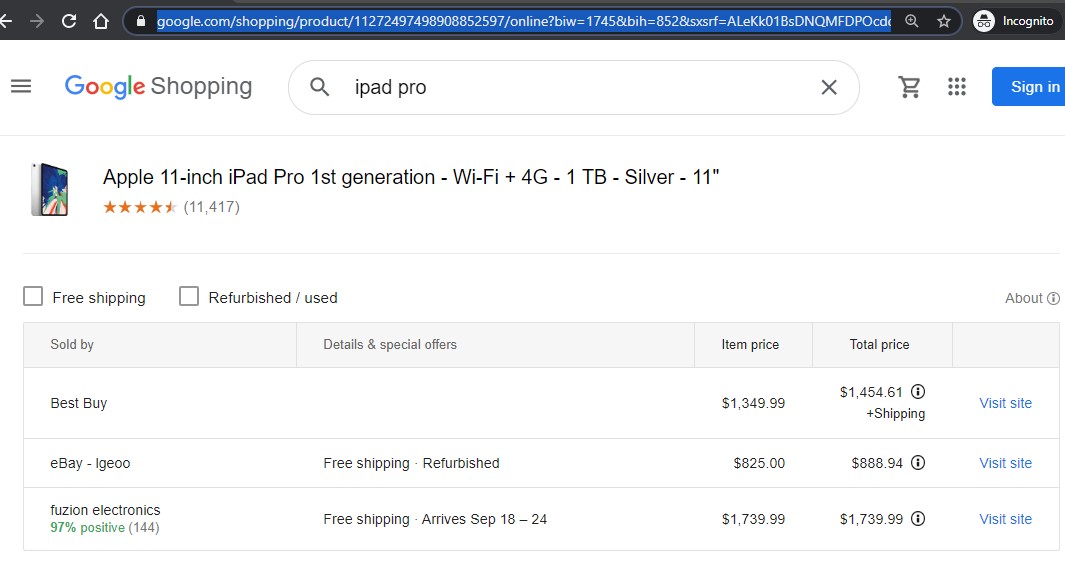 google.com/shopping/product/11272497498908852597/online?biw=1745&bih=852&sxsrf=ALeKk01BsDNQMFDPOcdc
Incognito
Google Shopping
ipad pro
Sign in
Apple 11-inch iPad Pro 1st generation - Wi-Fi + 4G - 1 TB - Silver - 11"
(11,417)
Free shipping
Refurbished / used
About
Sold by
Details & special offers
Item price
Total price
Best Buy
$1,349.99
$1,454.61
+Shipping
Visit site
eBay - lgeoo
Free shipping · Refurbished
$825.00
$888.94
Visit site
fuzion electronics
97% positive (144)
Free shipping · Arrives Sep 18 – 24
$1,739.99
$1,739.99
Visit site